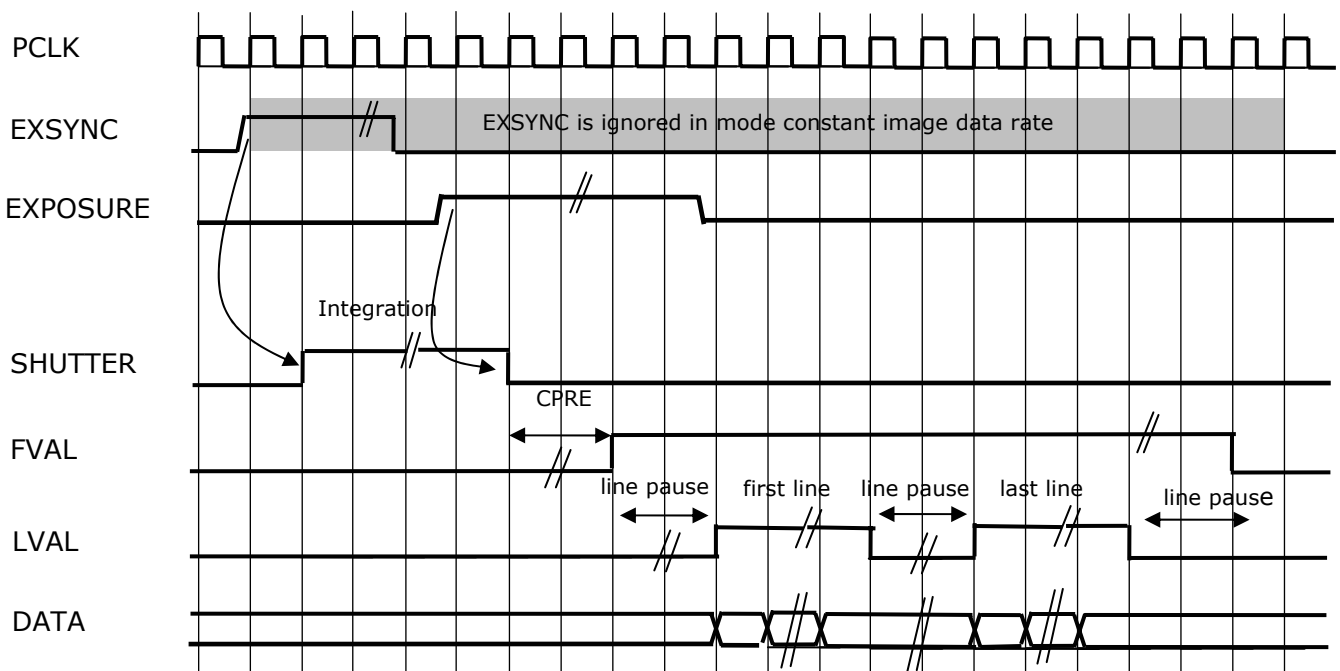 PCLK
EXSYNC
EXSYNC is ignored in mode constant image data rate
EXPOSURE
Integration
SHUTTER
CPRE
FVAL
line pause
first line
line pause
last line
line pause
LVAL
DATA